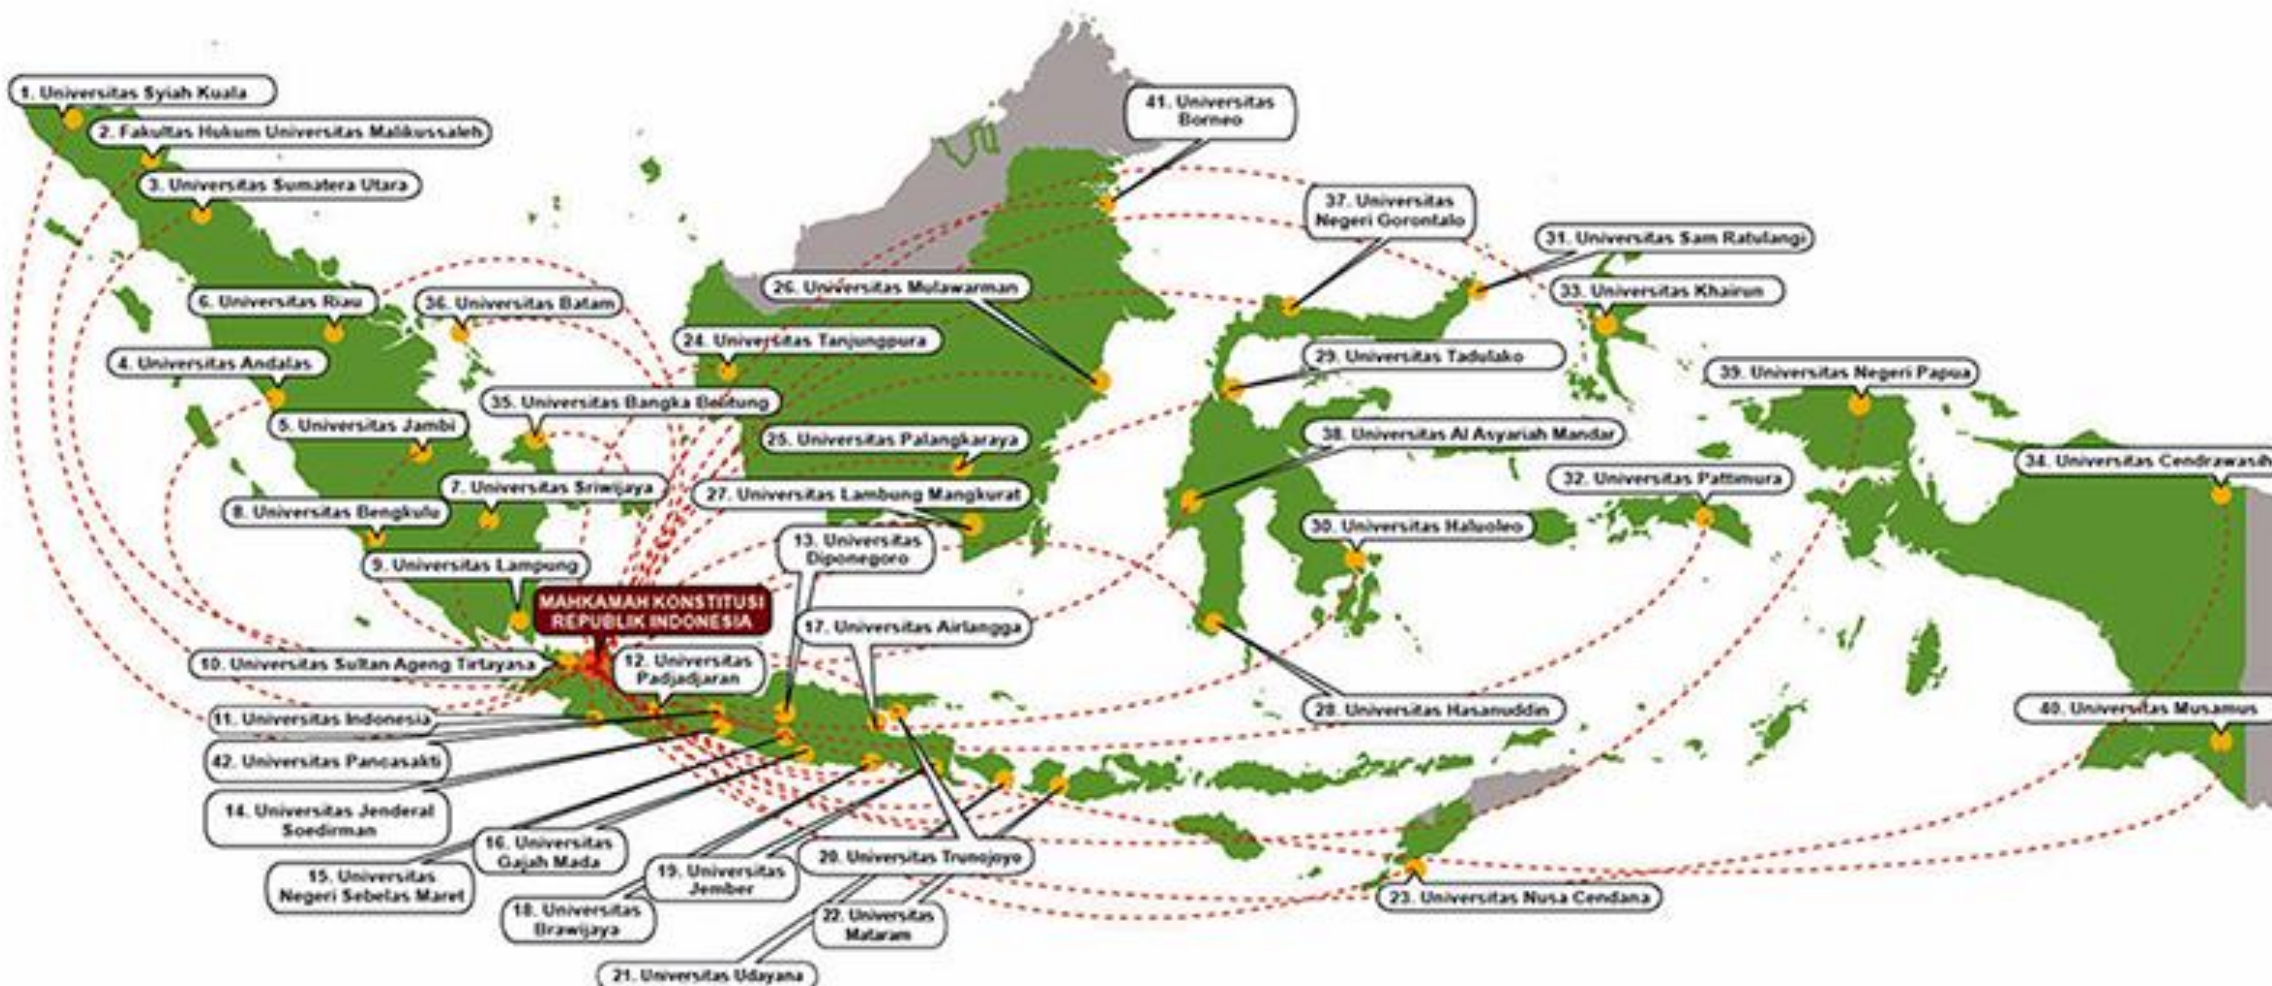 1. Universitas Syiah Kuala
2. Fakultas Hukum Universitas Malikussaleh
3. Universitas Sumatera Utara
41. Universitas
Borneo
37. Universitas
Negeri Gorontalo
31. Universitas Sam Ratulangi
6. Universitas Riau
36. Universitas Batam
26. Universitas Mulawarman
33. Universitas Khairun
24. Universitas Tanjungpura
4. Universitas Andalas
29. Universitas Tadulako
39. Universitas Negeri Papua
35. Universitas Bangka Belitung
5. Universitas Jambi
25. Universitas Palangkaraya
38. Universitas Al Asyariah Mandar
34. Universitas Cendrawasih
7. Universitas Sriwijaya
27. Universitas Lambung Mangkurat
32. Universitas Pattimura
8. Universitas Bengkulu
13. Universitas
Diponegoro
30. Universitas Haluoleo
9. Universitas Lampung
MAHKAMAH KONSTITUSI
REPUBLIK INDONESIA
17. Universitas Airlangga
10. Universitas Sultan Ageng Tirtayasa
12. Universitas
Padjadjaran
11. Universitas Indonesia
28. Universitas Hasanuddin
40. Universitas Musamus
42. Universitas Pancasakti
14. Universitas Jenderal
Soedirman
16. Universitas
Gajah Mada
20. Universitas Trunojoyo
15. Universitas
Negeri Sebelas Maret
19. Universitas
Jember
23. Universitas Nusa Cendana
18. Universitas
Brawijaya
22. Universitas
Mataram
21. Universitas Udayana